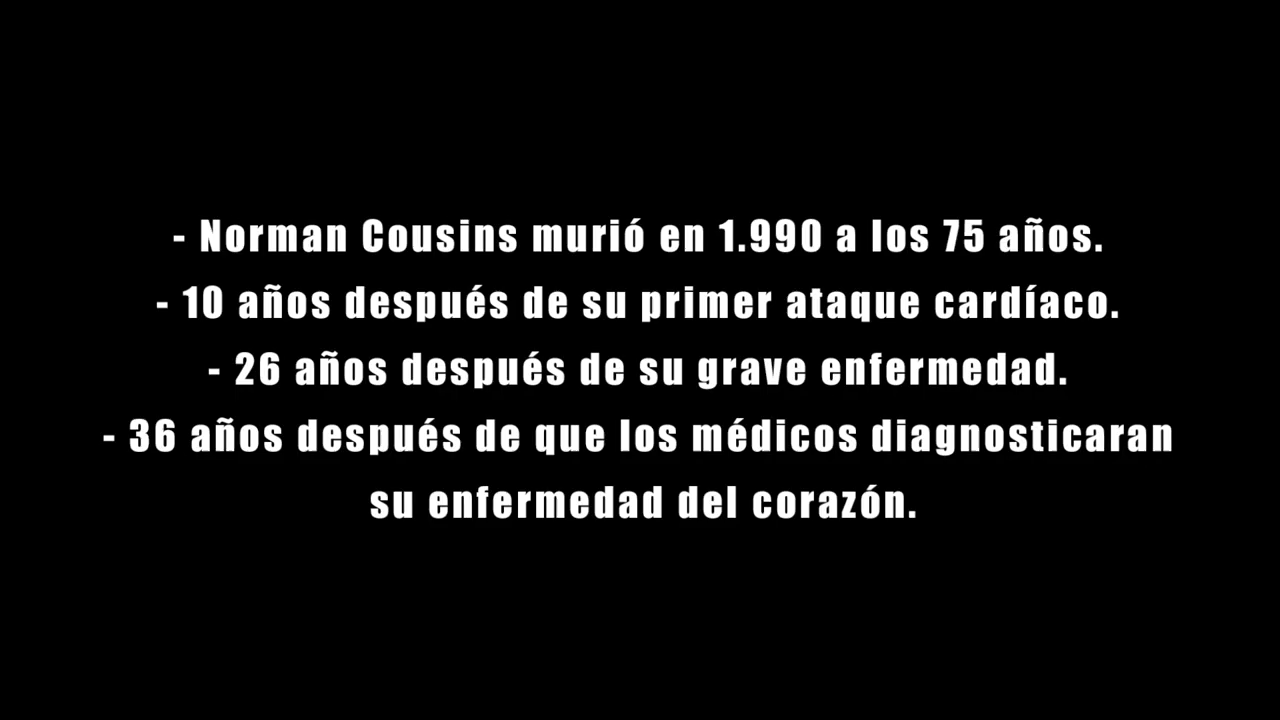 - Norman Cousins murió en 1.990 a los 75 años.
- 10 años después de su primer ataque cardíaco.
- 26 años después de su grave enfermedad.
- 36 años después de que los médicos diagnosticaran
su enfermedad del corazón.